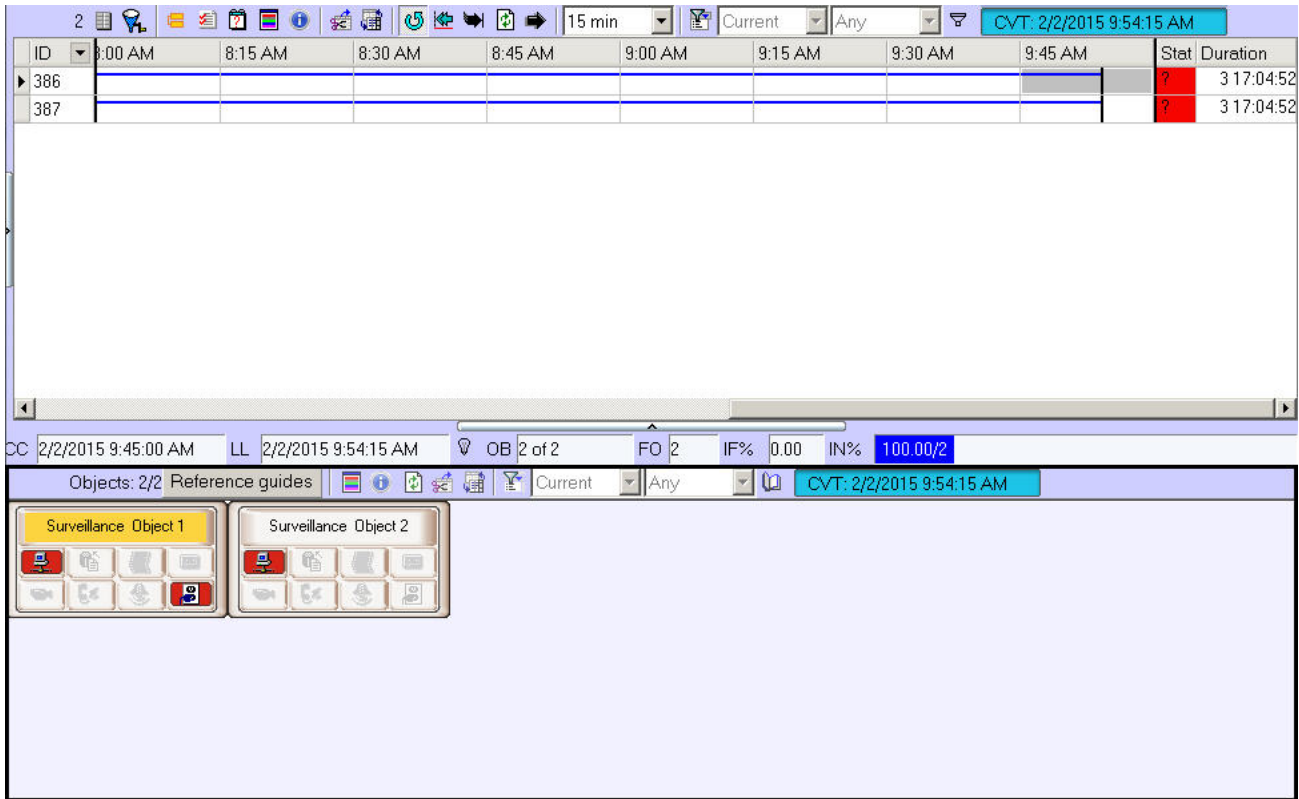 2 15 min Current Any CVT: 2/2/2015 9:54:15 AM
ID 8:00 AM 8:15 AM 8:30 AM 8:45 AM 9:00 AM 9:15 AM 9:30 AM 9:45 AM Stat Duration
386 ? 3 17:04:52
387 ? 3 17:04:52
CC 2/2/2015 9:45:00 AM LL 2/2/2015 9:54:15 AM OB 2 of 2 FO 2 IF% 0.00 IN% 100.00/2
Objects: 2/2 Reference guides Current Any CVT: 2/2/2015 9:54:15 AM
Surveillance Object 1 Surveillance Object 2